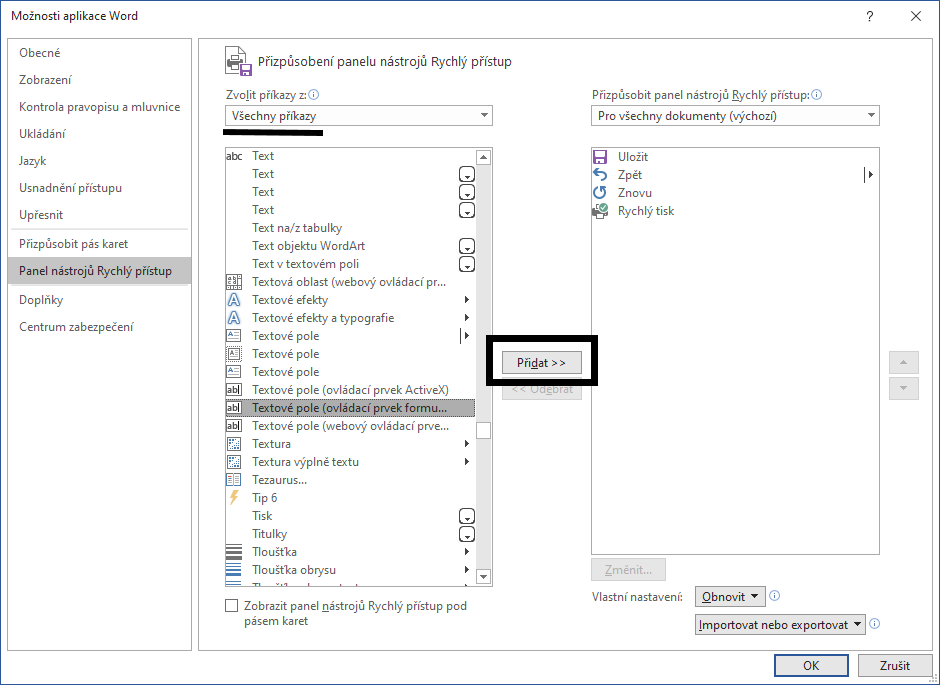 Možnosti aplikace Word
?
Obecné
Zobrazení
Kontrola pravopisu a mluvnice
Ukládání
Jazyk
Usnadnění přístupu
Upřesnit
Přizpůsobit pás karet
Panel nástrojů Rychlý přístup
Doplňky
Centrum zabezpečení
Přizpůsobení panelu nástrojů Rychlý přístup
Zvolit příkazy z:
Všechny příkazy
abc Text
Text
Text
Text
Text na/z tabulky
Text objektu WordArt
Text v textovém poli
Textová oblast (webový ovládací pr...
Textové efekty
Textové efekty a typografie
Textové pole
Textové pole
Textové pole
Textové pole (ovládací prvek ActiveX)
Textové pole (ovládací prvek formu...
Textové pole (webový ovládací prve...
Textura
Textura výplně textu
Tezaurus...
Tip 6
Tisk
Titulky
Tloušťka
Tloušťka obrysu
Zobrazit panel nástrojů Rychlý přístup pod
pásem karet
Přidat >>
<< Odebrat
Přizpůsobit panel nástrojů Rychlý přístup:
Pro všechny dokumenty (výchozí)
Uložit
Zpět
Znovu
Rychlý tisk
Změnit...
Vlastní nastavení:
Obnovit
Importovat nebo exportovat
OK
Zrušit